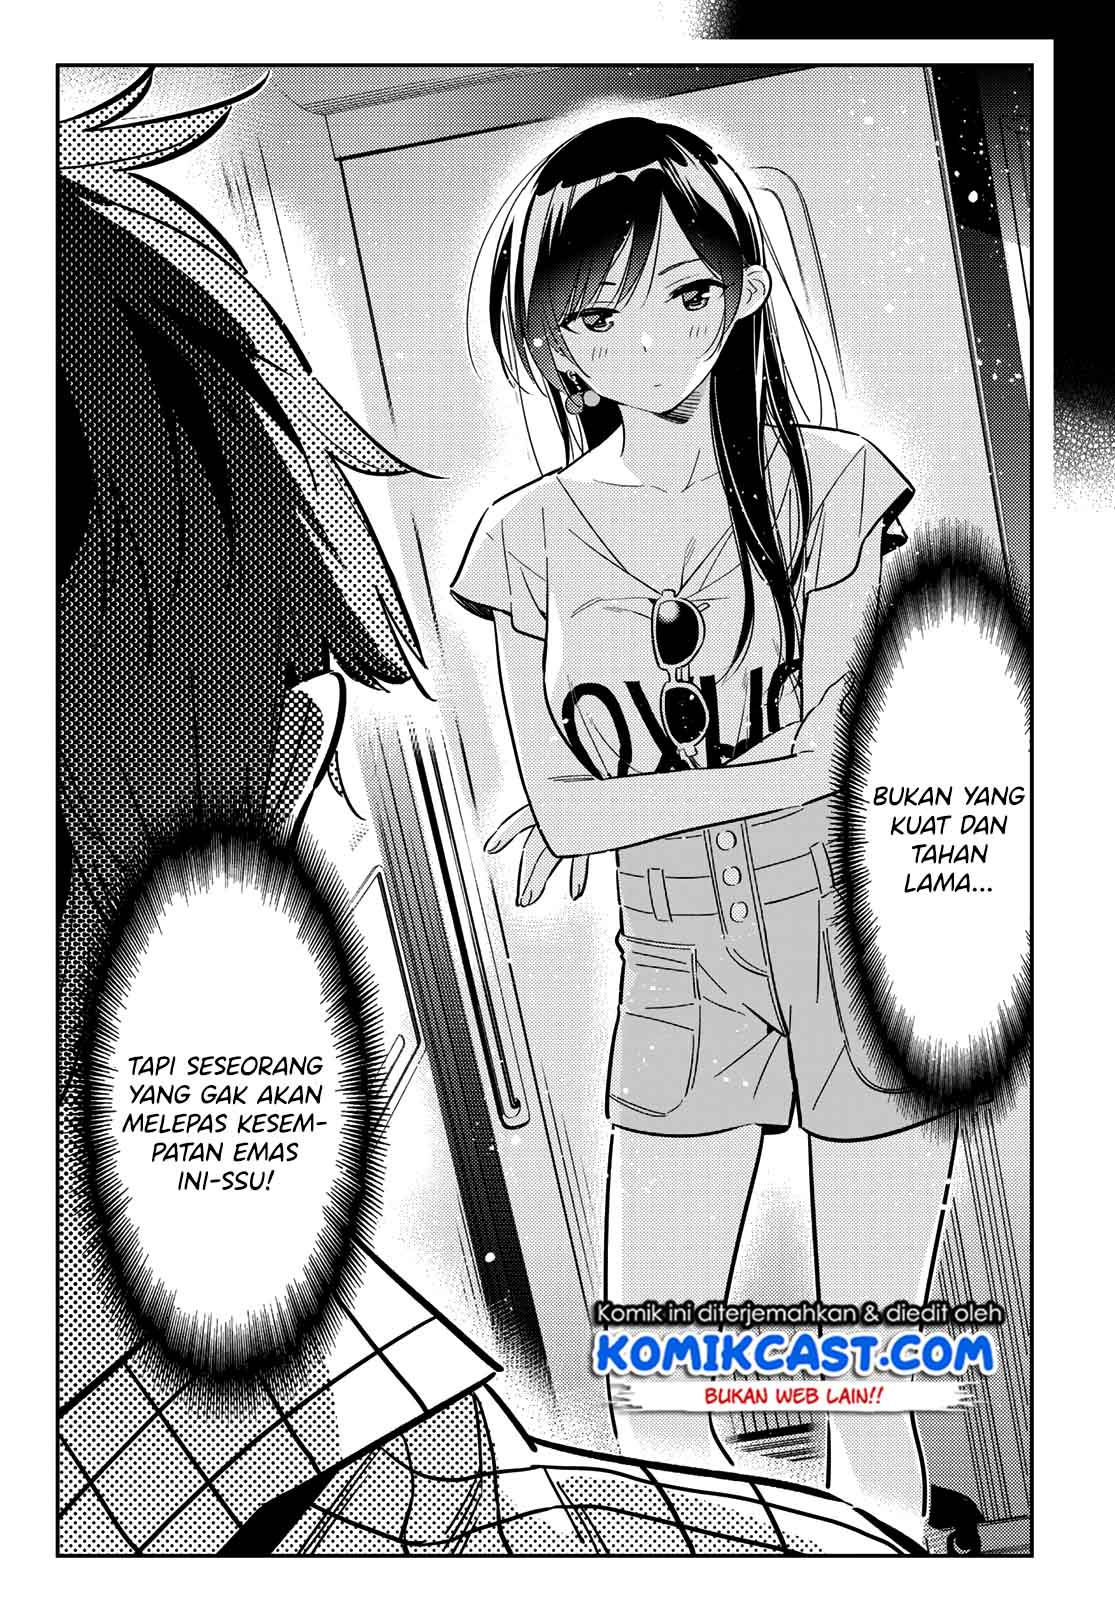 BUKAN YANG
KUAT DAN
TAHAN
LAMA...
TAPI SESEORANG
YANG GAK AKAN
MELEPAS KESEM-
PATAN EMAS
INI-SSU!
Komik ini diterjemahkan & diedit oleh
KOMIKCAST.COM
BUKAN WEB LAIN!!